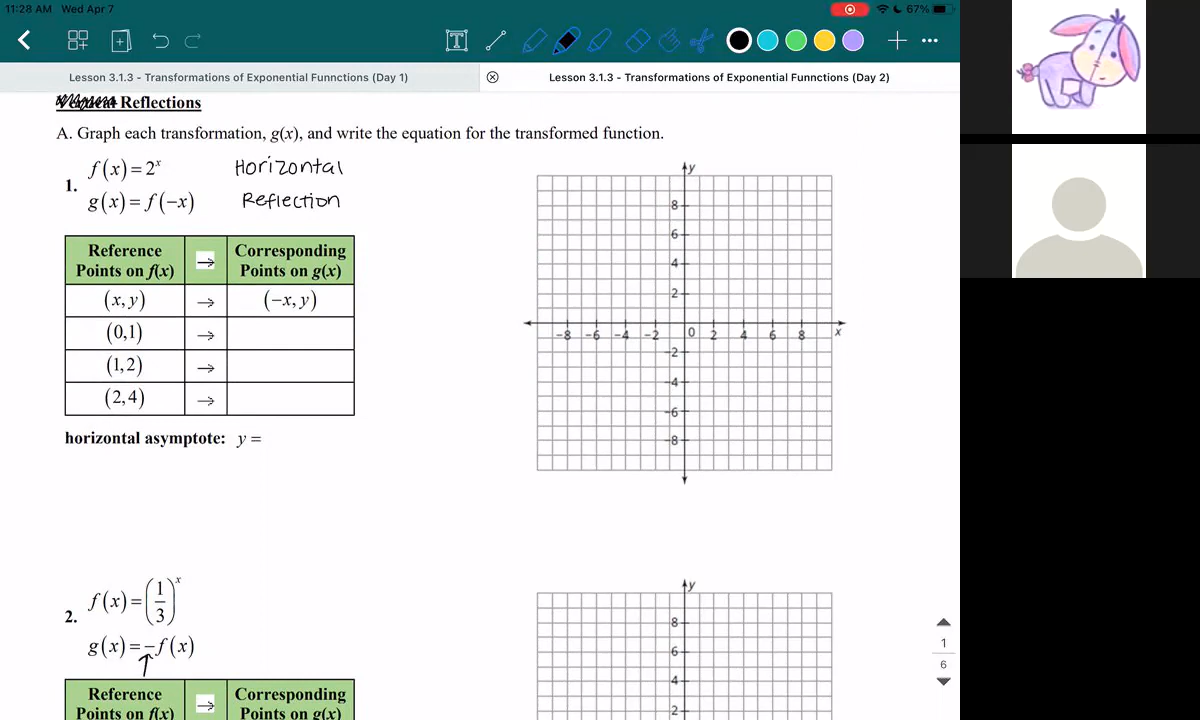 11:28 AM Wed Apr 7
67%
Lesson 3.1.3 - Transformations of Exponential Funnctions (Day 1)
Lesson 3.1.3 - Transformations of Exponential Funnctions (Day 2)
Reflections
A. Graph each transformation, g(x), and write the equation for the transformed function.
1.
f(x) = 2^x
g(x) = f(−x)
Horizontal
Reflection
Reference Points on f(x) → Corresponding Points on g(x)
(x, y) → (−x, y)
(0,1) →
(1,2) →
(2,4) →
horizontal asymptote: y =
y
8
6
4
2
-8 -6 -4 -2 0 2 4 6 8 x
-2
-4
-6
-8
2.
f(x) = (1/3)^x
g(x) = −f(x)
Reference Points on f(x) → Corresponding Points on g(x)
y
8
6
4
2
1
6